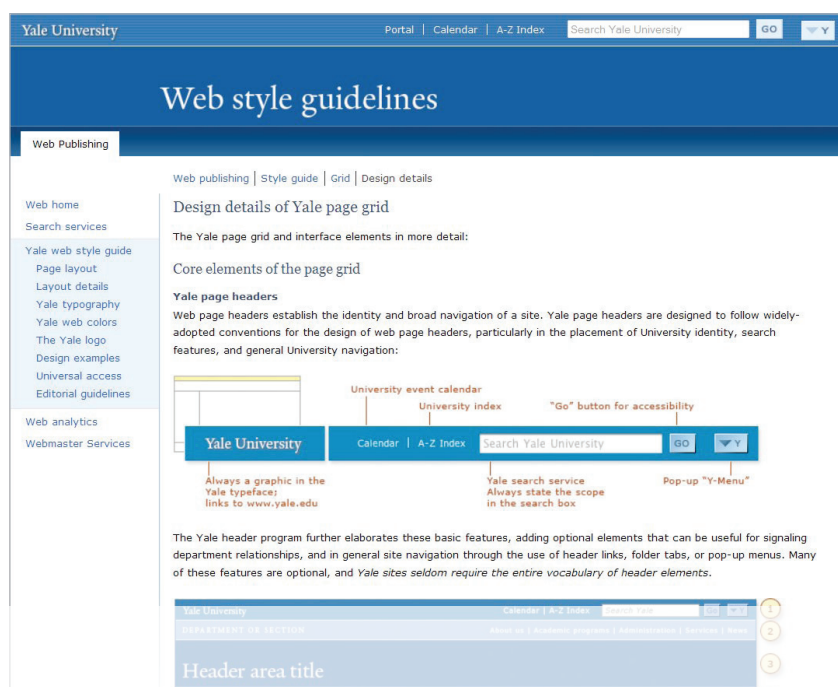 Yale University
Portal | Calendar | A-Z Index
Search Yale University
GO
Y
Web style guidelines
Web Publishing
Web publishing | Style guide | Grid | Design details
Web home
Search services
Yale web style guide
Page layout
Layout details
Yale typography
Yale web colors
The Yale logo
Design examples
Universal access
Editorial guidelines
Web analytics
Webmaster Services
Design details of Yale page grid
The Yale page grid and interface elements in more detail:
Core elements of the page grid
Yale page headers
Web page headers establish the identity and broad navigation of a site. Yale page headers are designed to follow widely-
adopted conventions for the design of web page headers, particularly in the placement of University identity, search
features, and general University navigation:
University event calendar
University index
"Go" button for accessibility
Yale University
Calendar | A-Z Index
Search Yale University
GO
Y
Always a graphic in the
Yale typeface;
links to www.yale.edu
Yale search service
Always state the scope
in the search box
Pop-up "Y-Menu"
The Yale header program further elaborates these basic features, adding optional elements that can be useful for signaling
department relationships, and in general site navigation through the use of header links, folder tabs, or pop-up menus. Many
of these features are optional, and Yale sites seldom require the entire vocabulary of header elements.
Yale University
Calendar | A-Z Index
Search Yale
GO
Y
1
DEPARTMENT OR SECTION
About us | Academic programs | Administration | Services | News
2
Header area title
3